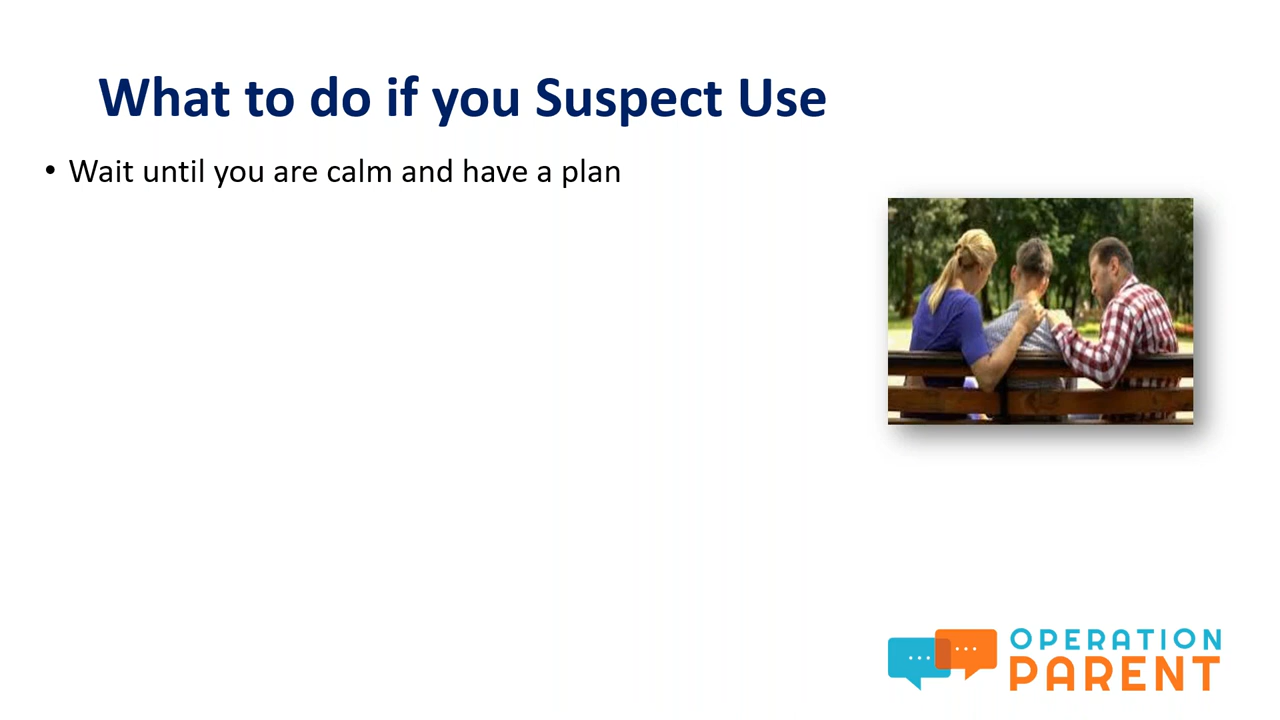 What to do if you Suspect Use
• Wait until you are calm and have a plan
OPERATION
PARENT